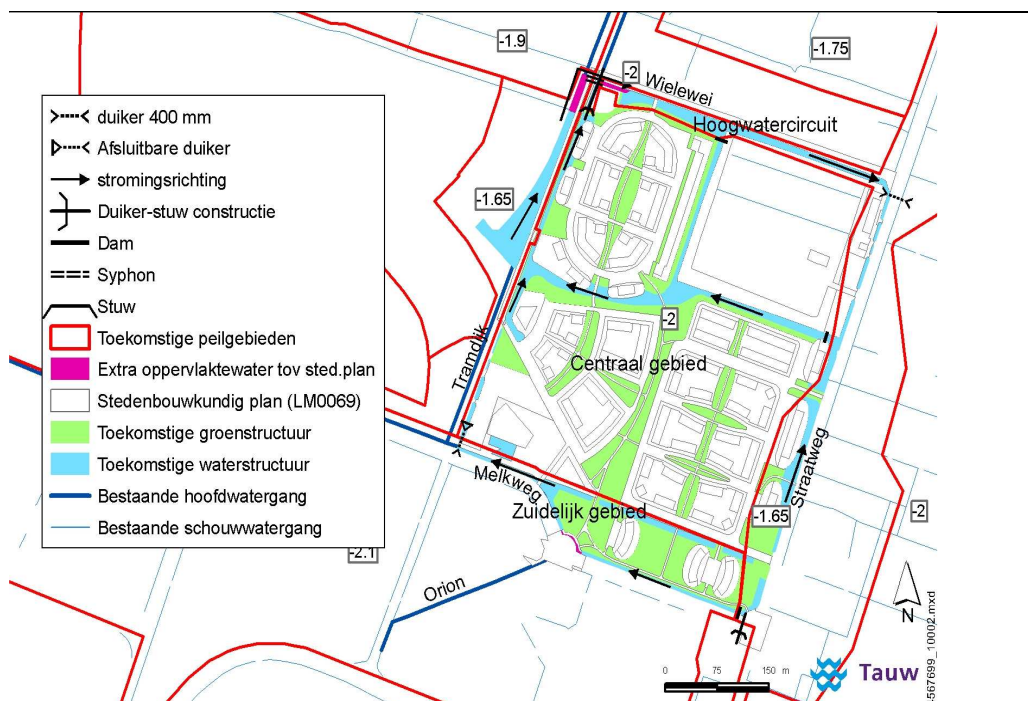 -1.9
-1.75
-2
Wielewei
Hoogwatercircuit
duiker 400 mm
Afsluitbare duiker
stromingsrichting
Duiker-stuw constructie
Dam
Syphon
Stuw
Toekomstige peilgebieden
Extra oppervlaktewater tov sted.plan
Stedenbouwkundig plan (LM0069)
Toekomstige groenstructuur
Toekomstige waterstructuur
Bestaande hoofdwatergang
Bestaande schouwwatergang
-1.65
-2
Tramdijk
Centraal gebied
Straatweg
Melkweg
Zuidelijk gebied
-1.65
-2
-2.1
Orion
N
0 75 150 m
Tauw
4567699_10002.mxd